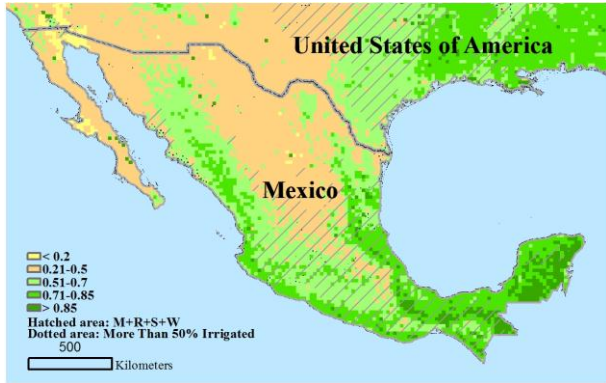 United States of America
Mexico
< 0.2
0.21-0.5
0.51-0.7
0.71-0.85
> 0.85
Hatched area: M+R+S+W
Dotted area: More Than 50% Irrigated
500
Kilometers